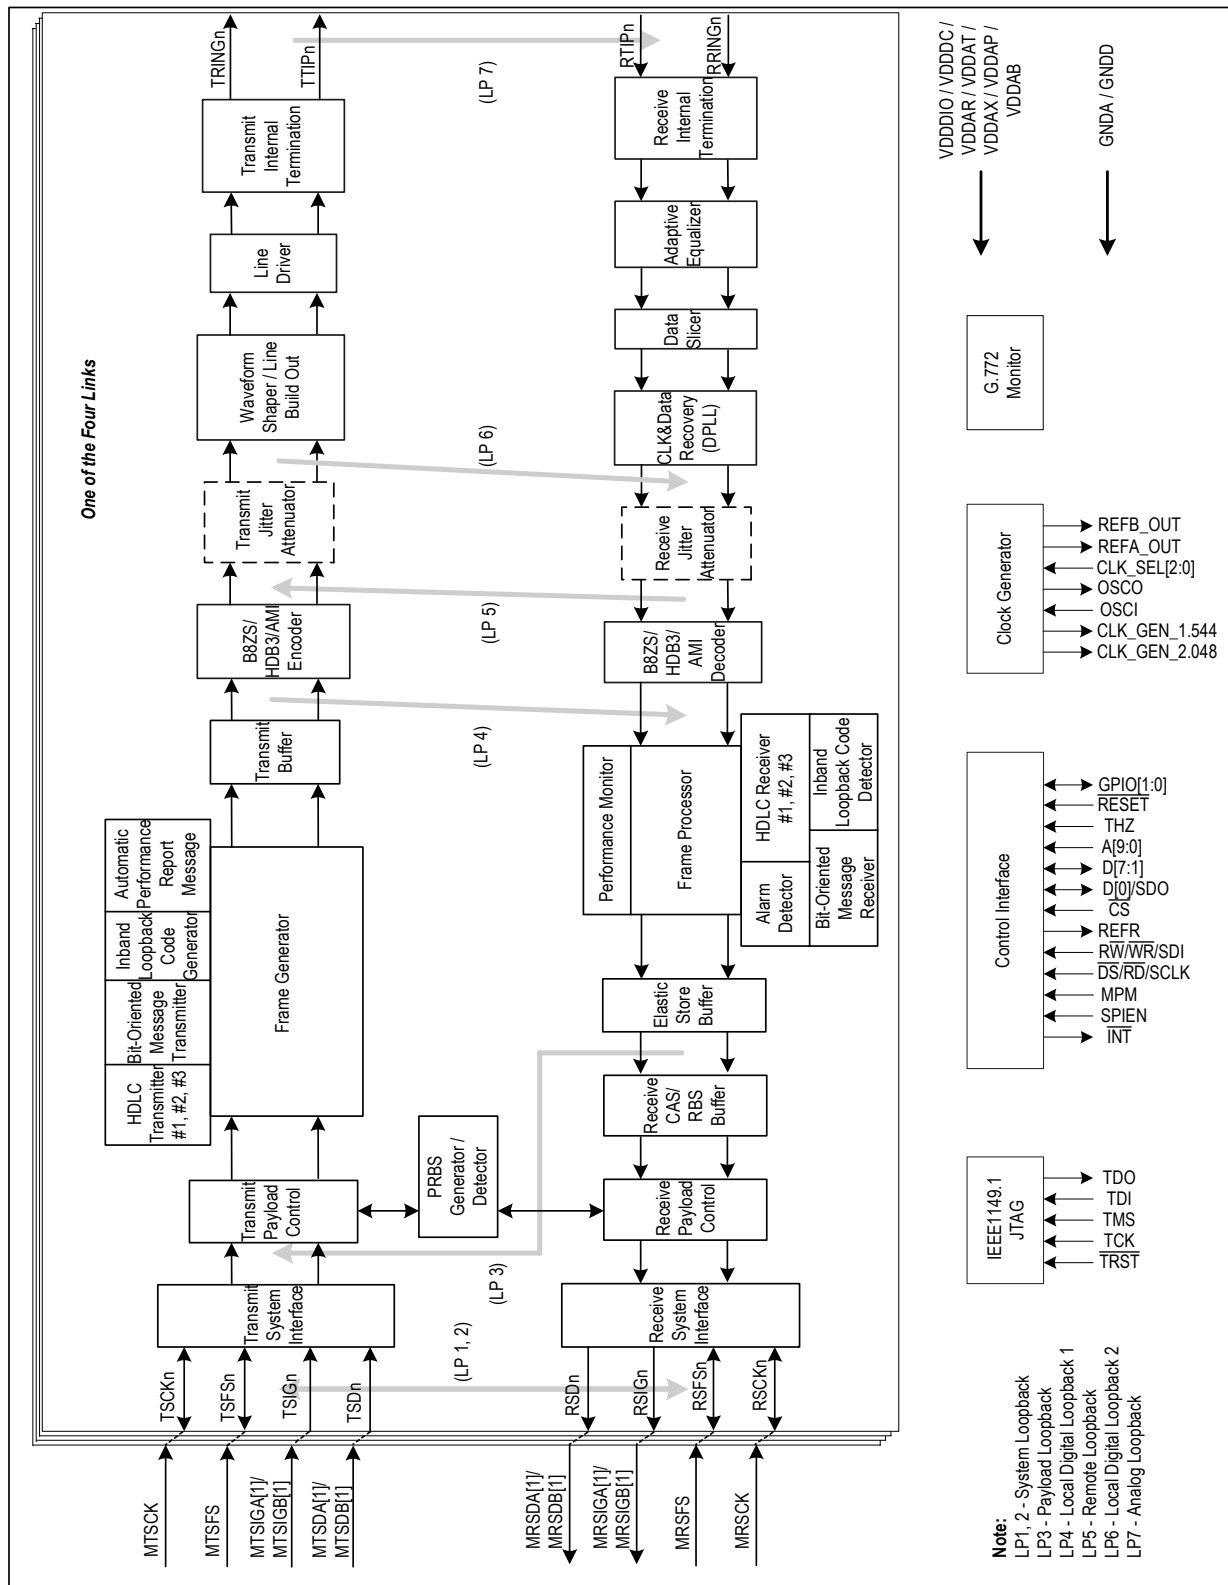 One of the Four Links
MTSCK
MTSFS
MTSIGA[1]/
MTSIGB[1]
MTSDA[1]/
MTSDB[1]
TSCKn
TSFSn
TSIGn
TSDn
Transmit
System
Interface
Transmit
Payload
Control
HDLC
Transmitter
#1, #2, #3
Bit-Oriented
Message
Transmitter
Inband
Loopback
Code
Generator
Automatic
Performance
Report
Message
Frame Generator
Transmit
Buffer
B8ZS/
HDB3/AMI
Encoder
Transmit
Jitter
Attenuator
Waveform
Shaper / Line
Build Out
Line
Driver
Transmit
Internal
Termination
TRINGn
TTIPn
(LP 1, 2)
(LP 3)
(LP 4)
(LP 5)
(LP 6)
(LP 7)
PRBS
Generator /
Detector
MRSDA[1]/
MRSDB[1]
MRSIGA[1]/
MRSIGB[1]
MRSFS
MRSCK
RSDn
RSIGn
RSFSn
RSCKn
Receive
System
Interface
Receive
Payload
Control
Receive
CAS/
RBS
Buffer
Elastic
Store
Buffer
Performance Monitor
Frame Processor
Alarm
Detector
HDLC Receiver
#1, #2, #3
Bit-Oriented
Message
Receiver
Inband
Loopback Code
Detector
B8ZS/
HDB3/
AMI
Decoder
Receive
Jitter
Attenuator
CLK&Data
Recovery
(DPLL)
Data
Slicer
Adaptive
Equalizer
Receive
Internal
Termination
RTIPn
RRINGn
IEEE1149.1
JTAG
TDO
TDI
TMS
TCK
TRST
Control Interface
GPIO[1:0]
RESET
THZ
A[9:0]
D[7:1]
D[0]/SDO
CS
REFR
RW/WR/SDI
DS/RD/SCLK
MPM
SPIEN
INT
Clock Generator
REFB_OUT
REFA_OUT
CLK_SEL[2:0]
OSCO
OSCI
CLK_GEN_1.544
CLK_GEN_2.048
G.772
Monitor
VDDDIO / VDDDC /
VDDAR / VDDAT /
VDDAX / VDDAP /
VDDAB
GNDA / GNDD
Note:
LP1, 2 - System Loopback
LP3 - Payload Loopback
LP4 - Local Digital Loopback 1
LP5 - Remote Loopback
LP6 - Local Digital Loopback 2
LP7 - Analog Loopback